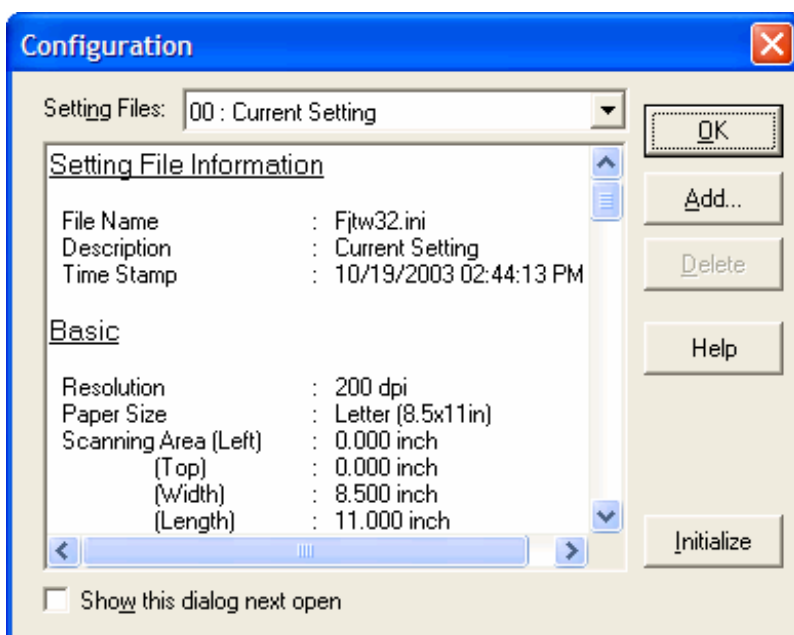 Configuration
Setting Files: 00 : Current Setting
OK
Add...
Delete
Help
Initialize
Setting File Information
File Name : Fjtw32.ini
Description : Current Setting
Time Stamp : 10/19/2003 02:44:13 PM
Basic
Resolution : 200 dpi
Paper Size : Letter (8.5x11in)
Scanning Area (Left) : 0.000 inch
(Top) : 0.000 inch
(Width) : 8.500 inch
(Length) : 11.000 inch
Show this dialog next open